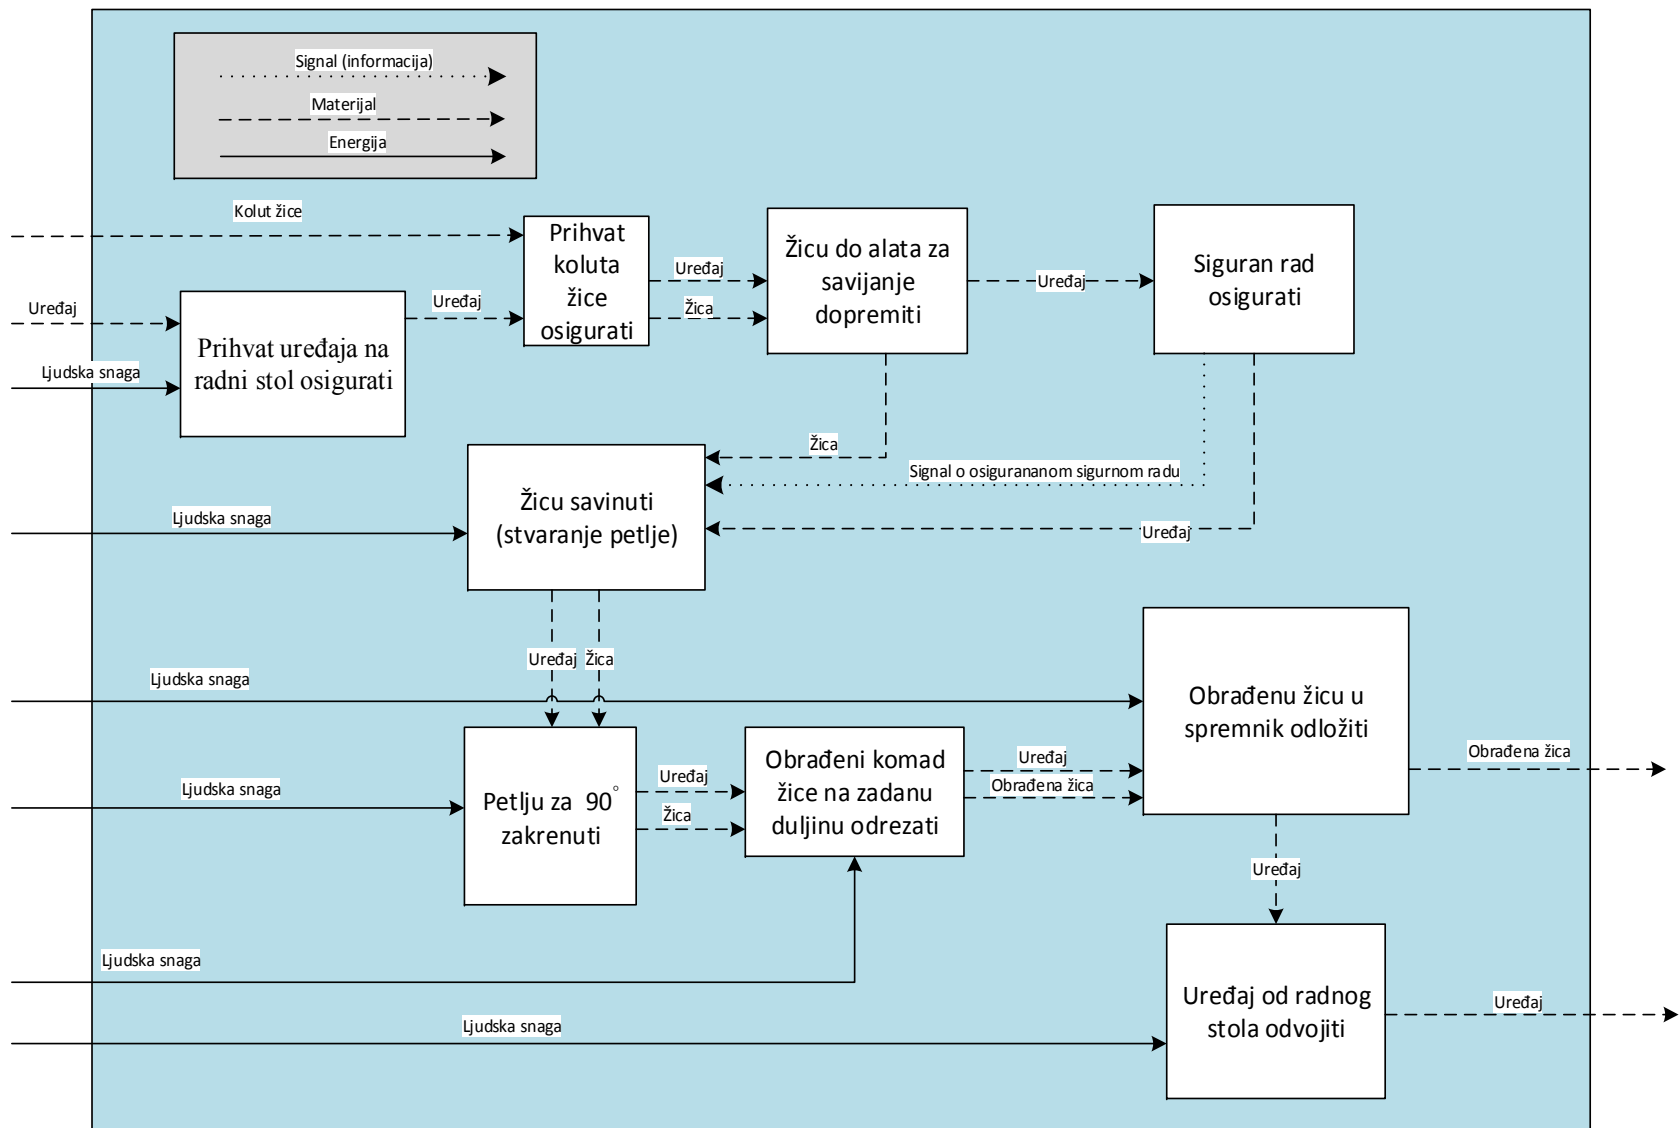 Signal (informacija)
Materijal
Energija
Kolut žice
Uređaj
Ljudska snaga
Prihvat uređaja na
radni stol osigurati
Uređaj
Prihvat
koluta
žice
osigurati
Uređaj
Žica
Žicu do alata za
savijanje
dopremiti
Uređaj
Siguran rad
osigurati
Žica
Signal o osigurananom sigurnom radu
Uređaj
Ljudska snaga
Žicu savinuti
(stvaranje petlje)
Uređaj
Žica
Ljudska snaga
Obrađenu žicu u
spremnik odložiti
Obrađena žica
Ljudska snaga
Petlju za 90°
zakrenuti
Uređaj
Žica
Obrađeni komad
žice na zadanu
duljinu odrezati
Uređaj
Obrađena žica
Uređaj
Ljudska snaga
Ljudska snaga
Uređaj od radnog
stola odvojiti
Uređaj